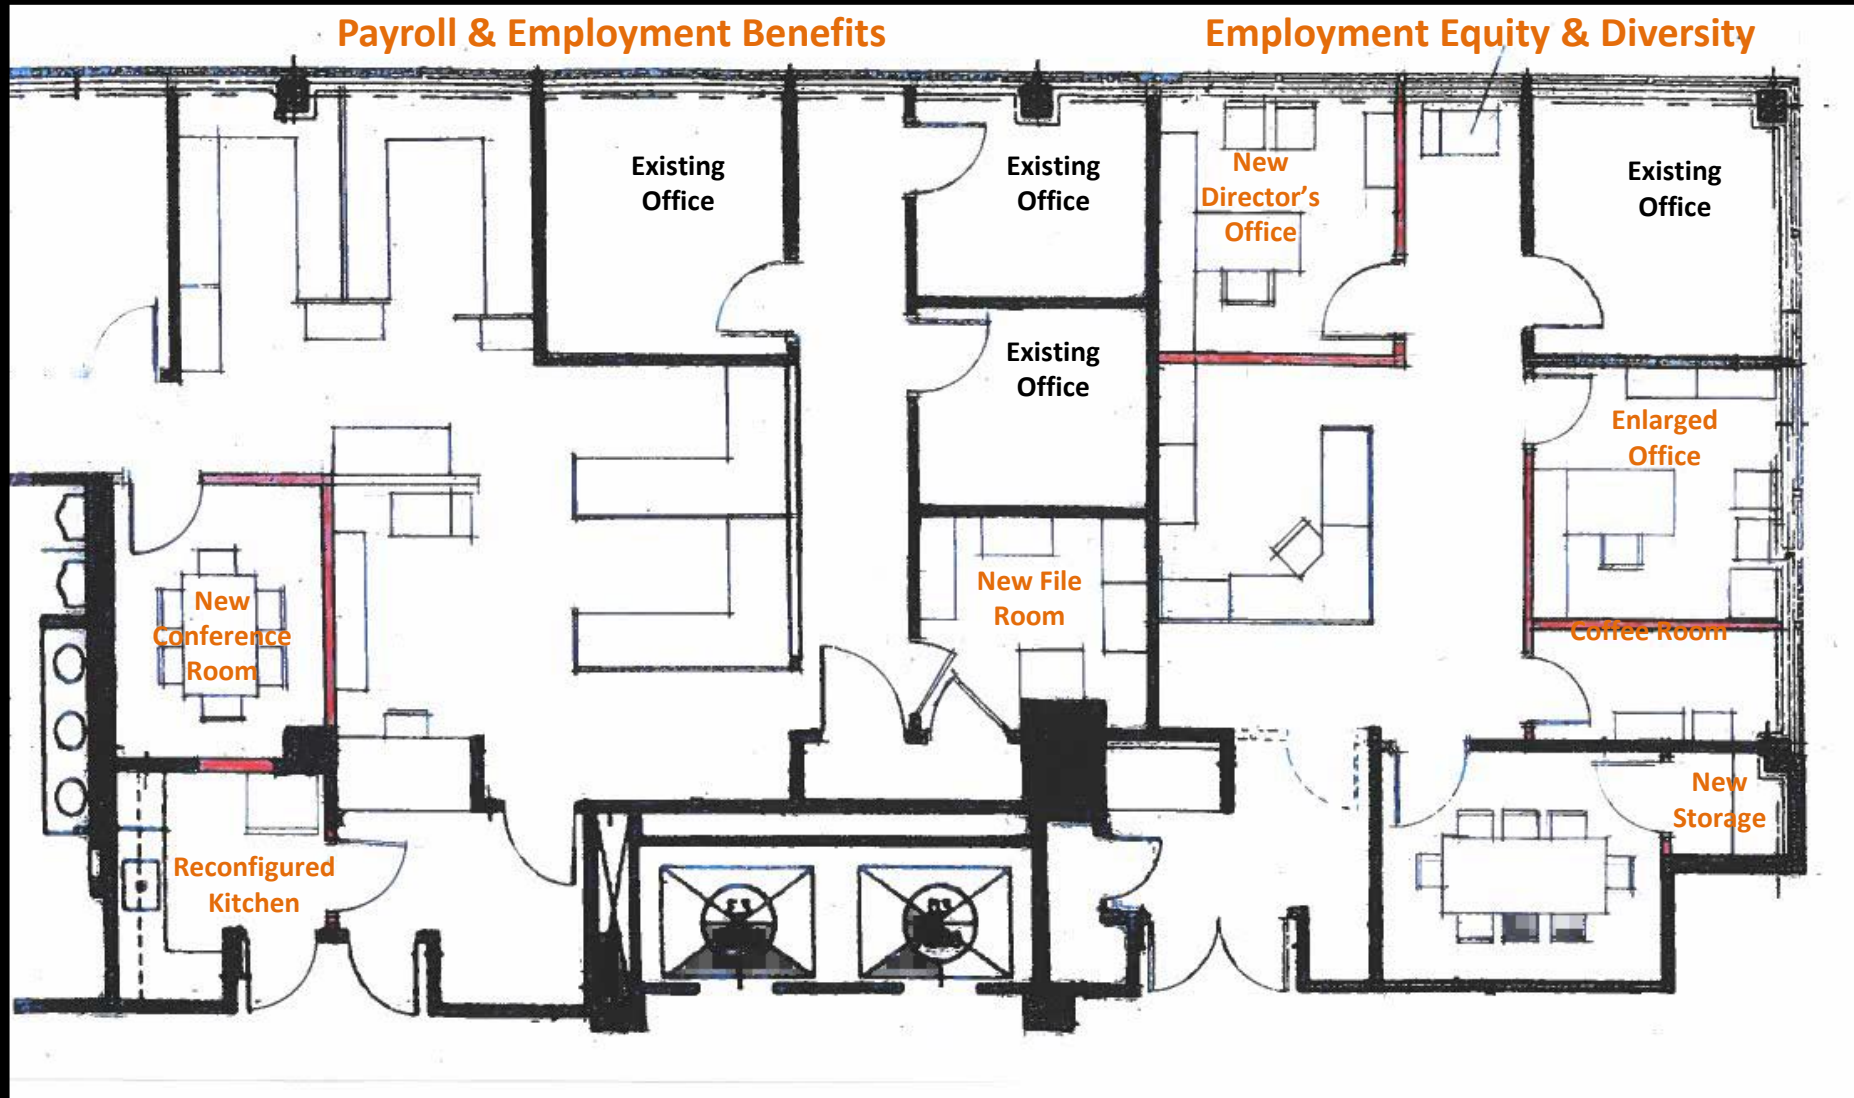 Payroll & Employment Benefits
Employment Equity & Diversity
Existing
Office
Existing
Office
New
Director’s
Office
Existing
Office
Existing
Office
Enlarged
Office
New File
Room
New
Conference
Room
Coffee Room
New
Storage
Reconfigured
Kitchen